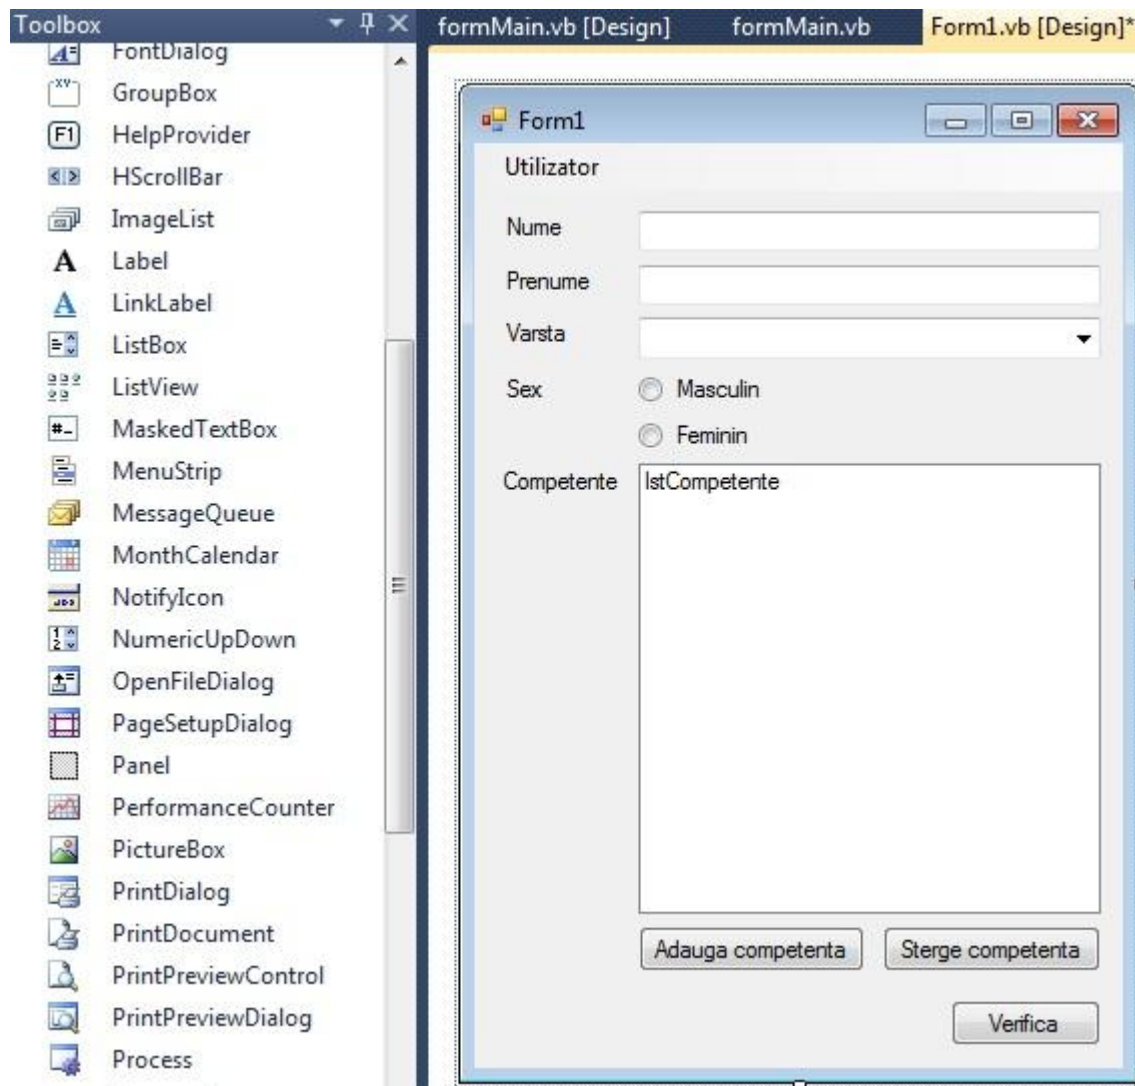 Toolbox
FontDialog
GroupBox
HelpProvider
HScrollBar
ImageList
Label
LinkLabel
ListBox
ListView
MaskedTextBox
MenuStrip
MessageQueue
MonthCalendar
NotifyIcon
NumericUpDown
OpenFileDialog
PageSetupDialog
Panel
PerformanceCounter
PictureBox
PrintDialog
PrintDocument
PrintPreviewControl
PrintPreviewDialog
Process
formMain.vb [Design] formMain.vb Form1.vb [Design]*
Form1
Utilizator
Nume
Prenume
Varsta
Sex Masculin
Feminin
Competente lstCompetente
Adauga competenta Sterge competenta
Verifica